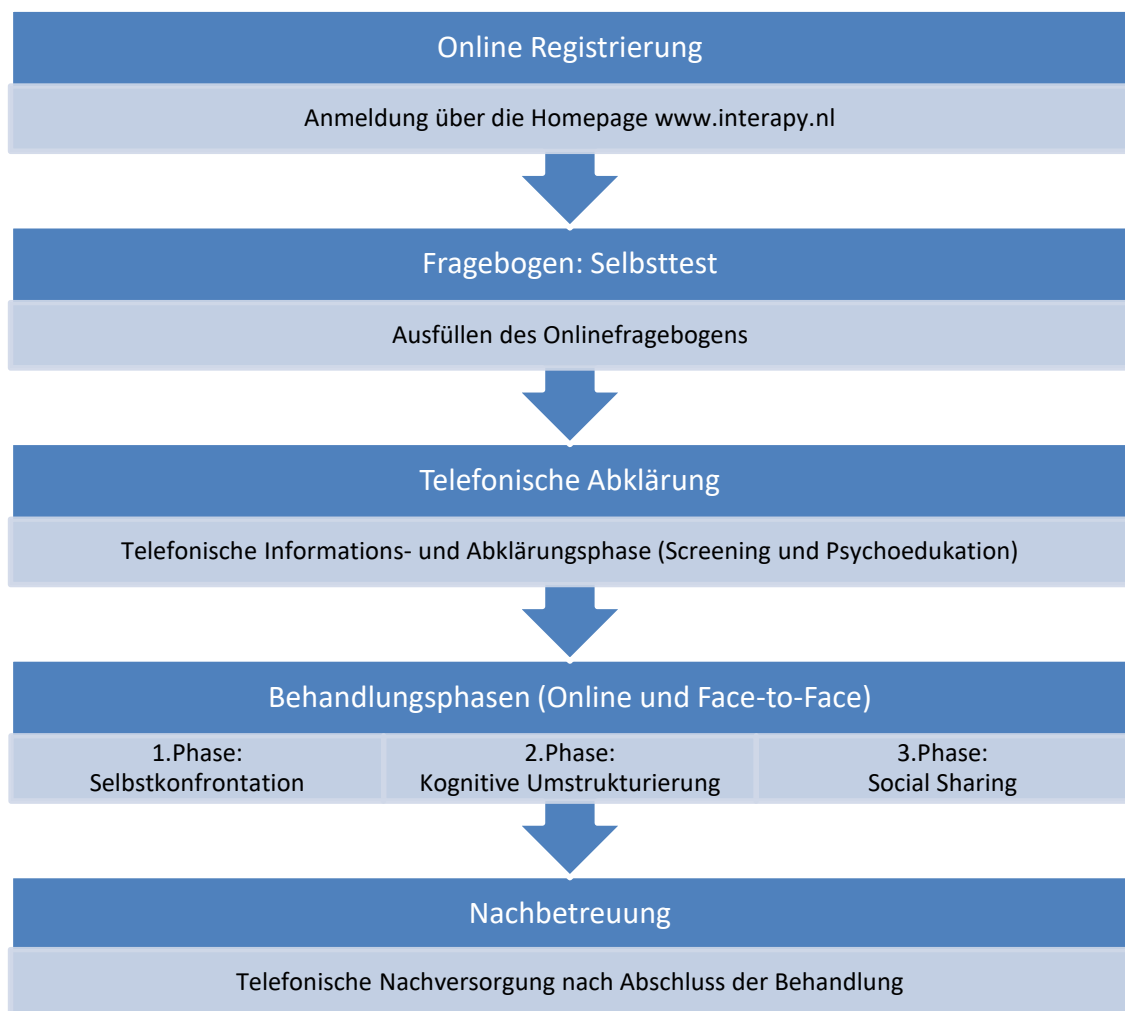 Online Registrierung
Anmeldung über die Homepage www.interapy.nl
Fragebogen: Selbsttest
Ausfüllen des Onlinefragebogens
Telefonische Abklärung
Telefonische Informations- und Abklärungsphase (Screening und Psychoedukation)
Behandlungsphasen (Online und Face-to-Face)
1.Phase:
Selbstkonfrontation
2.Phase:
Kognitive Umstrukturierung
3.Phase:
Social Sharing
Nachbetreuung
Telefonische Nachversorgung nach Abschluss der Behandlung